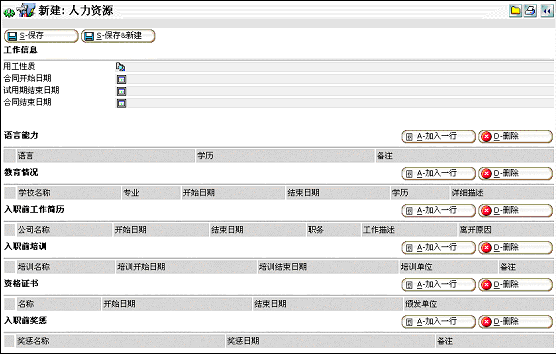 新建: 人力资源
S-保存 S-保存&新建
工作信息
用工性质
合同开始日期
试用期结束日期
合同结束日期
语言能力 A-加入一行 D-删除
语言 学历 备注
教育情况 A-加入一行 D-删除
学校名称 专业 开始日期 结束日期 学历 详细描述
入职前工作简历 A-加入一行 D-删除
公司名称 开始日期 结束日期 职务 工作描述 离开原因
入职前培训 A-加入一行 D-删除
培训名称 培训开始日期 培训结束日期 培训单位 备注
资格证书 A-加入一行 D-删除
名称 开始日期 结束日期 颁发单位
入职前奖惩 A-加入一行 D-删除
奖惩名称 奖惩日期 备注